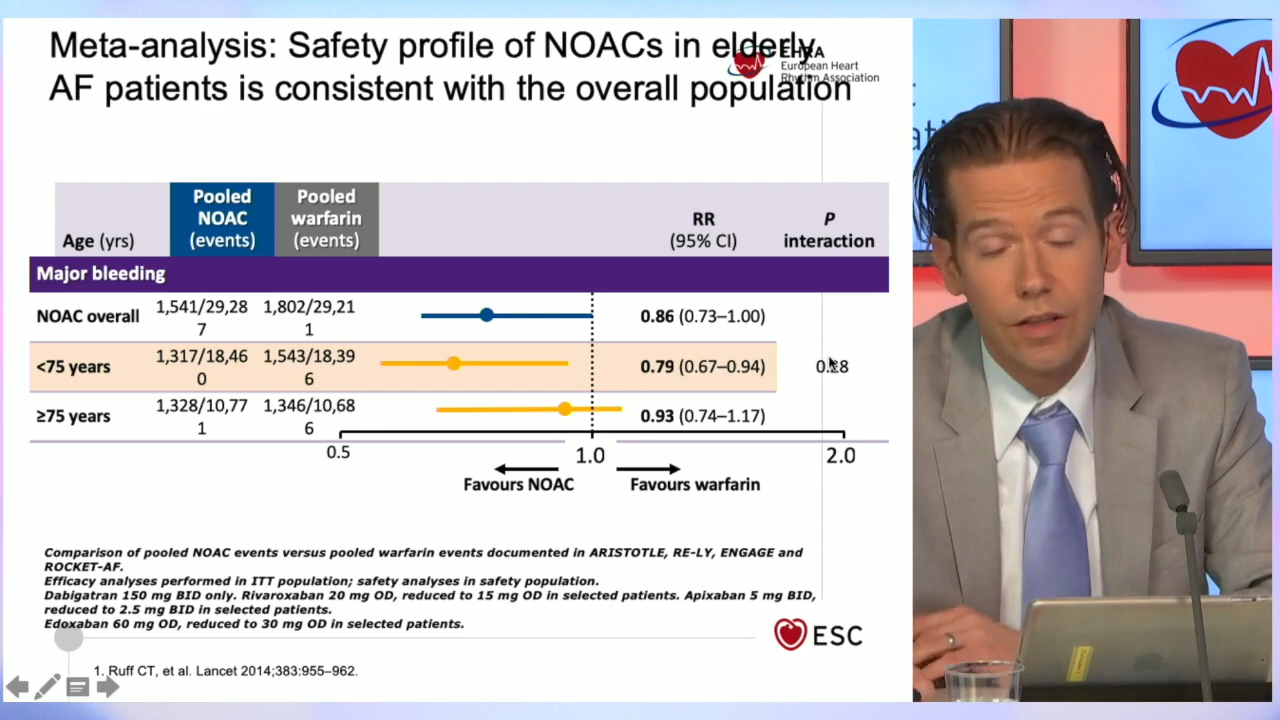 Meta-analysis: Safety profile of NOACs in elderly
AF patients is consistent with the overall population
EHRA
European Heart
Rhythm Association
Age (yrs)
Pooled
NOAC
(events)
Pooled
warfarin
(events)
RR
(95% CI)
P
interaction
Major bleeding
NOAC overall
1,541/29,28
7
1,802/29,21
1
0.86 (0.73–1.00)
<75 years
1,317/18,46
0
1,543/18,39
6
0.79 (0.67–0.94)
≥75 years
1,328/10,77
1
1,346/10,68
6
0.93 (0.74–1.17)
0.5
1.0
2.0
Favours NOAC
Favours warfarin
Comparison of pooled NOAC events versus pooled warfarin events documented in ARISTOTLE, RE-LY, ENGAGE and
ROCKET-AF.
Efficacy analyses performed in ITT population; safety analyses in safety population.
Dabigatran 150 mg BID only. Rivaroxaban 20 mg OD, reduced to 15 mg OD in selected patients. Apixaban 5 mg BID,
reduced to 2.5 mg BID in selected patients.
Edoxaban 60 mg OD, reduced to 30 mg OD in selected patients.
ESC
1. Ruff CT, et al. Lancet 2014;383:955–962.